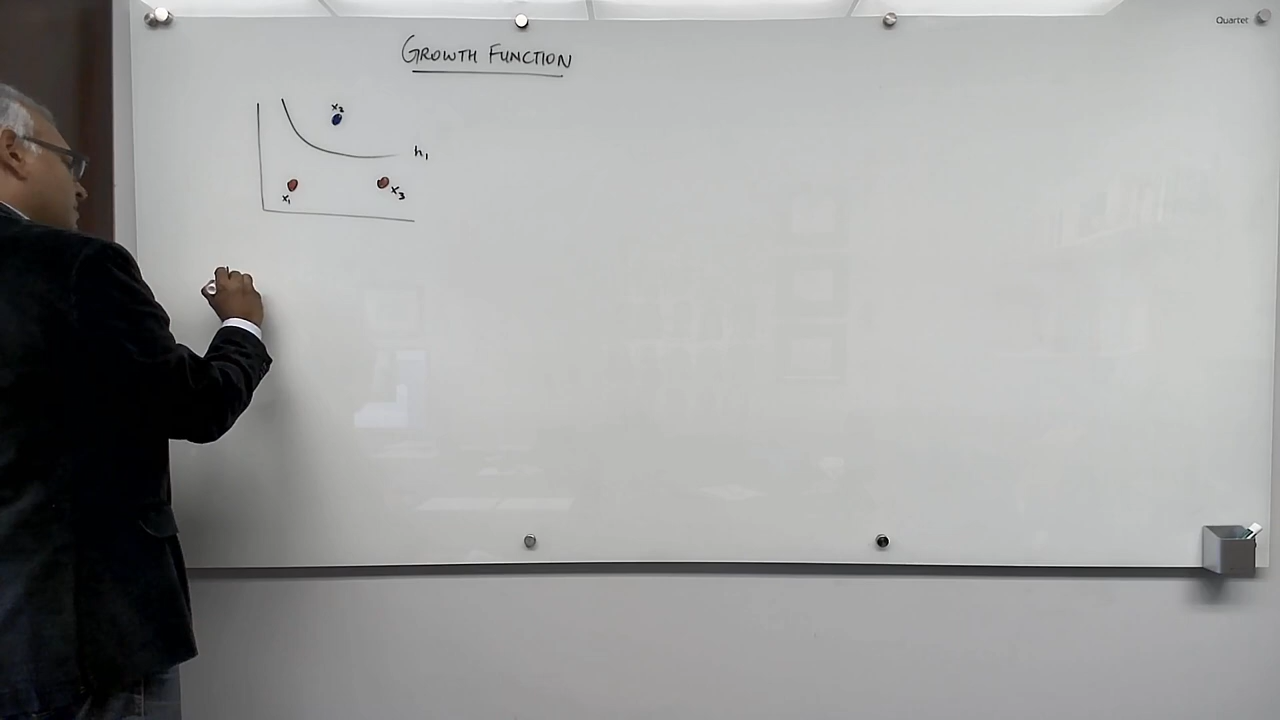 Quartet
GROWTH FUNCTION
x₂
h₁
x₁
x₃